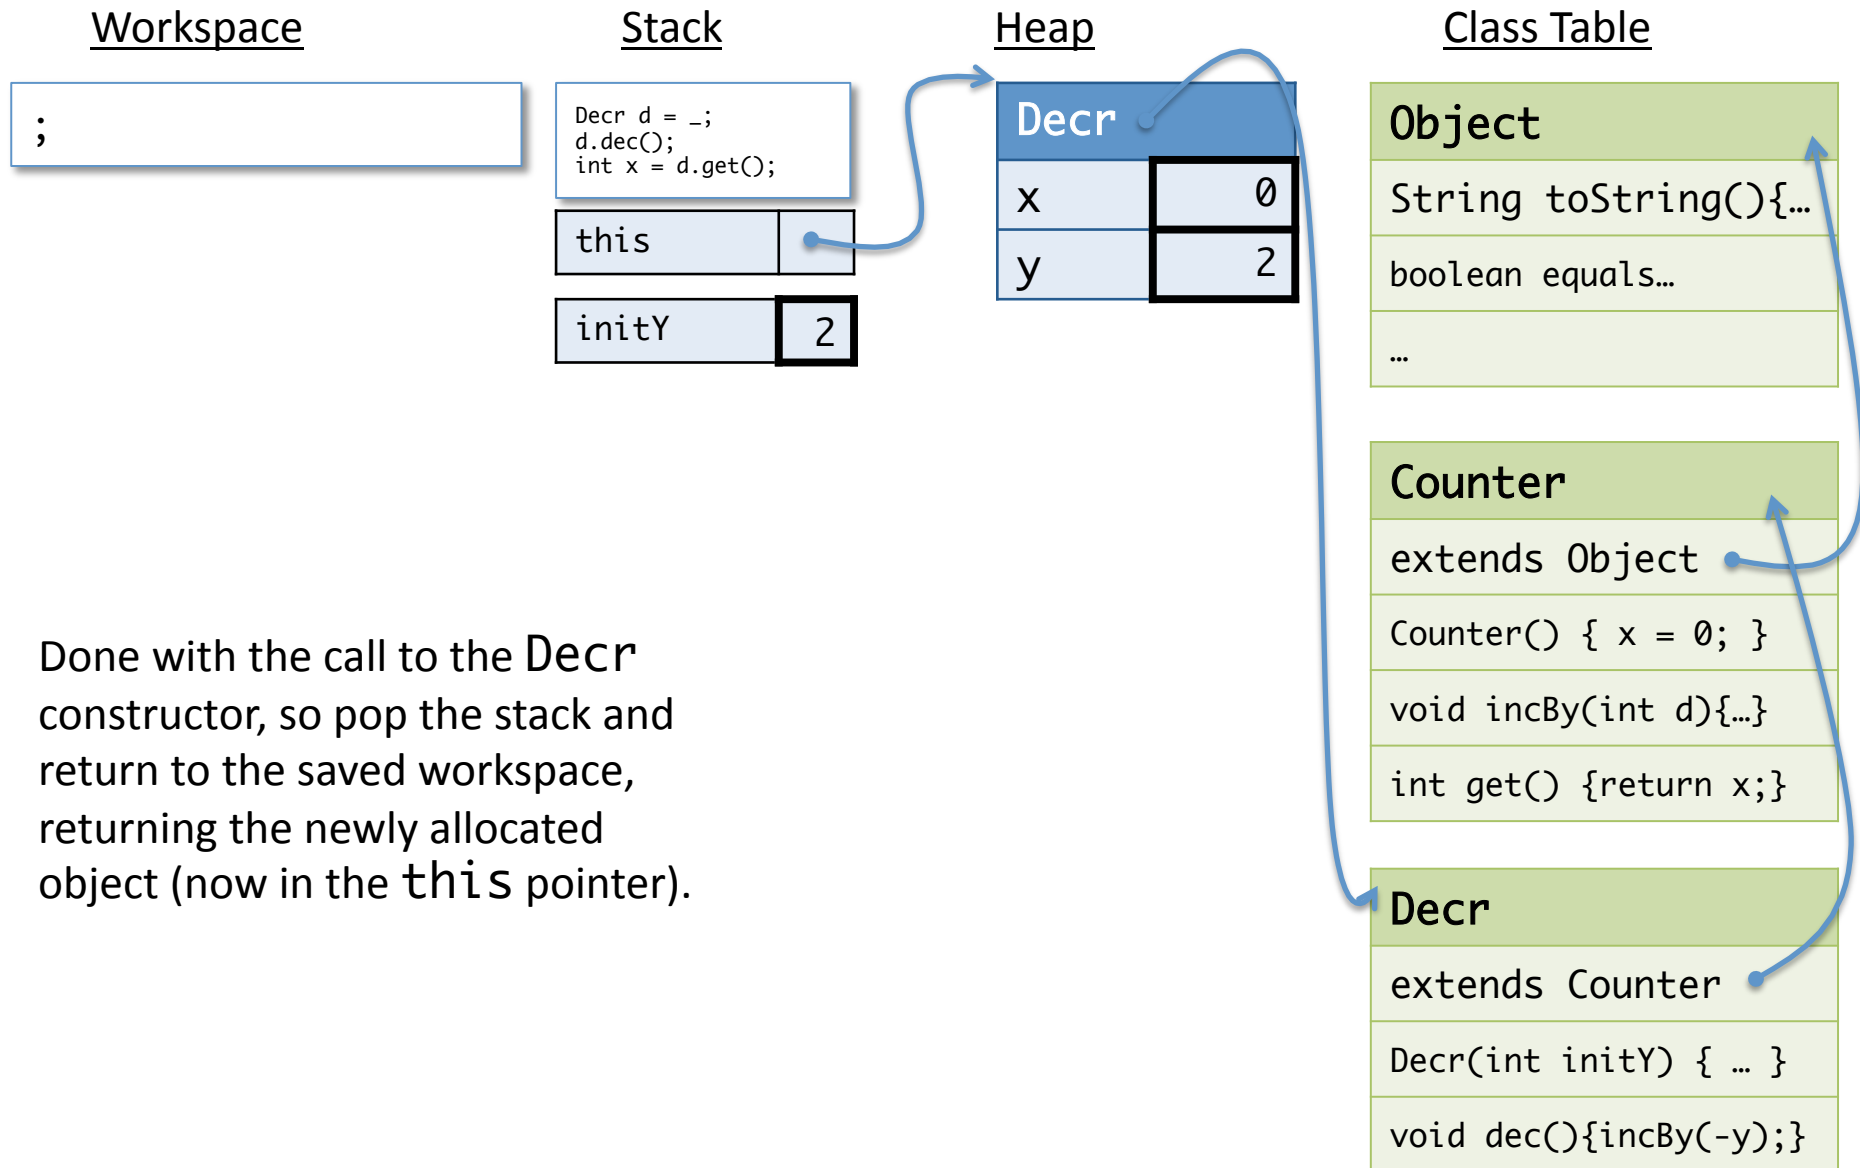 Workspace
Stack
Heap
Class Table
;
Decr d = _;
d.dec();
int x = d.get();
this
initY 2
Decr
x 0
y 2
Object
String toString(){…
boolean equals…
…
Counter
extends Object
Counter() { x = 0; }
void incBy(int d){…}
int get() {return x;}
Decr
extends Counter
Decr(int initY) { … }
void dec(){incBy(-y);}
Done with the call to the Decr
constructor, so pop the stack and
return to the saved workspace,
returning the newly allocated
object (now in the this pointer).